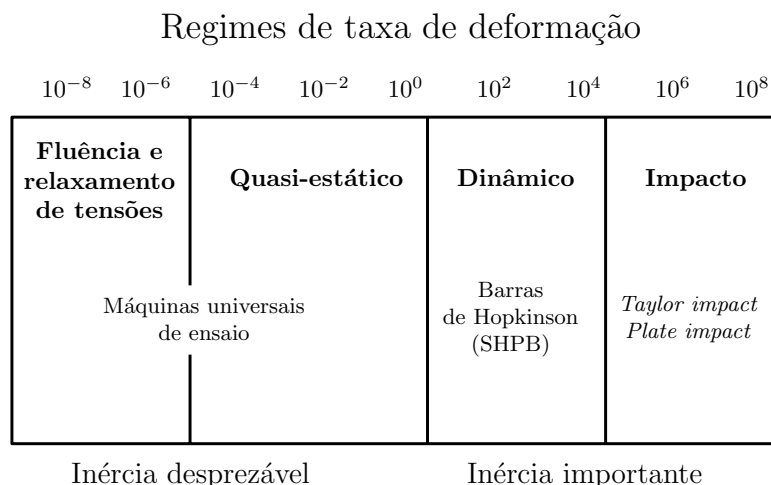 Regimes de taxa de deformação
10⁻⁸ 10⁻⁶ 10⁻⁴ 10⁻² 10⁰ 10² 10⁴ 10⁶ 10⁸
Fluência e
relaxamento
de tensões
Quasi-estático
Dinâmico
Impacto
Máquinas universais
de ensaio
Barras
de Hopkinson
(SHPB)
Taylor impact
Plate impact
Inércia desprezável
Inércia importante